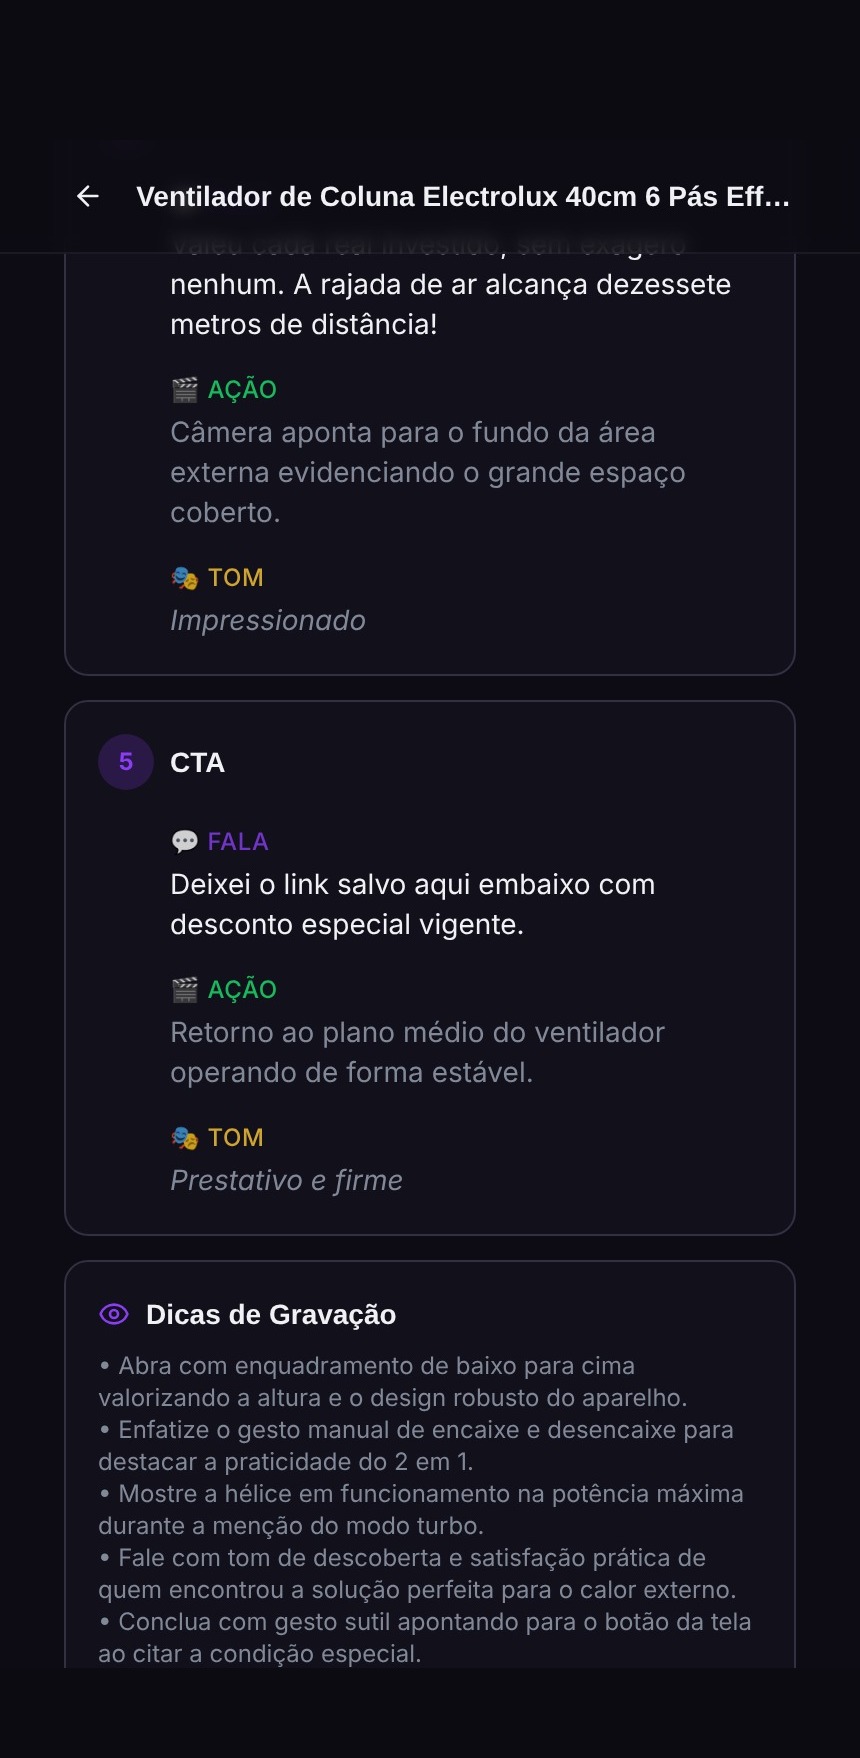 Ventilador de Coluna Electrolux 40cm 6 Pás Eff...
Valeu cada real investido, sem exagero
nenhum. A rajada de ar alcança dezessete
metros de distância!
🎬 AÇÃO
Câmera aponta para o fundo da área
externa evidenciando o grande espaço
coberto.
🎭 TOM
Impressionado
5 CTA
💬 FALA
Deixei o link salvo aqui embaixo com
desconto especial vigente.
🎬 AÇÃO
Retorno ao plano médio do ventilador
operando de forma estável.
🎭 TOM
Prestativo e firme
Dicas de Gravação
• Abra com enquadramento de baixo para cima
valorizando a altura e o design robusto do aparelho.
• Enfatize o gesto manual de encaixe e desencaixe para
destacar a praticidade do 2 em 1.
• Mostre a hélice em funcionamento na potência máxima
durante a menção do modo turbo.
• Fale com tom de descoberta e satisfação prática de
quem encontrou a solução perfeita para o calor externo.
• Conclua com gesto sutil apontando para o botão da tela
ao citar a condição especial.